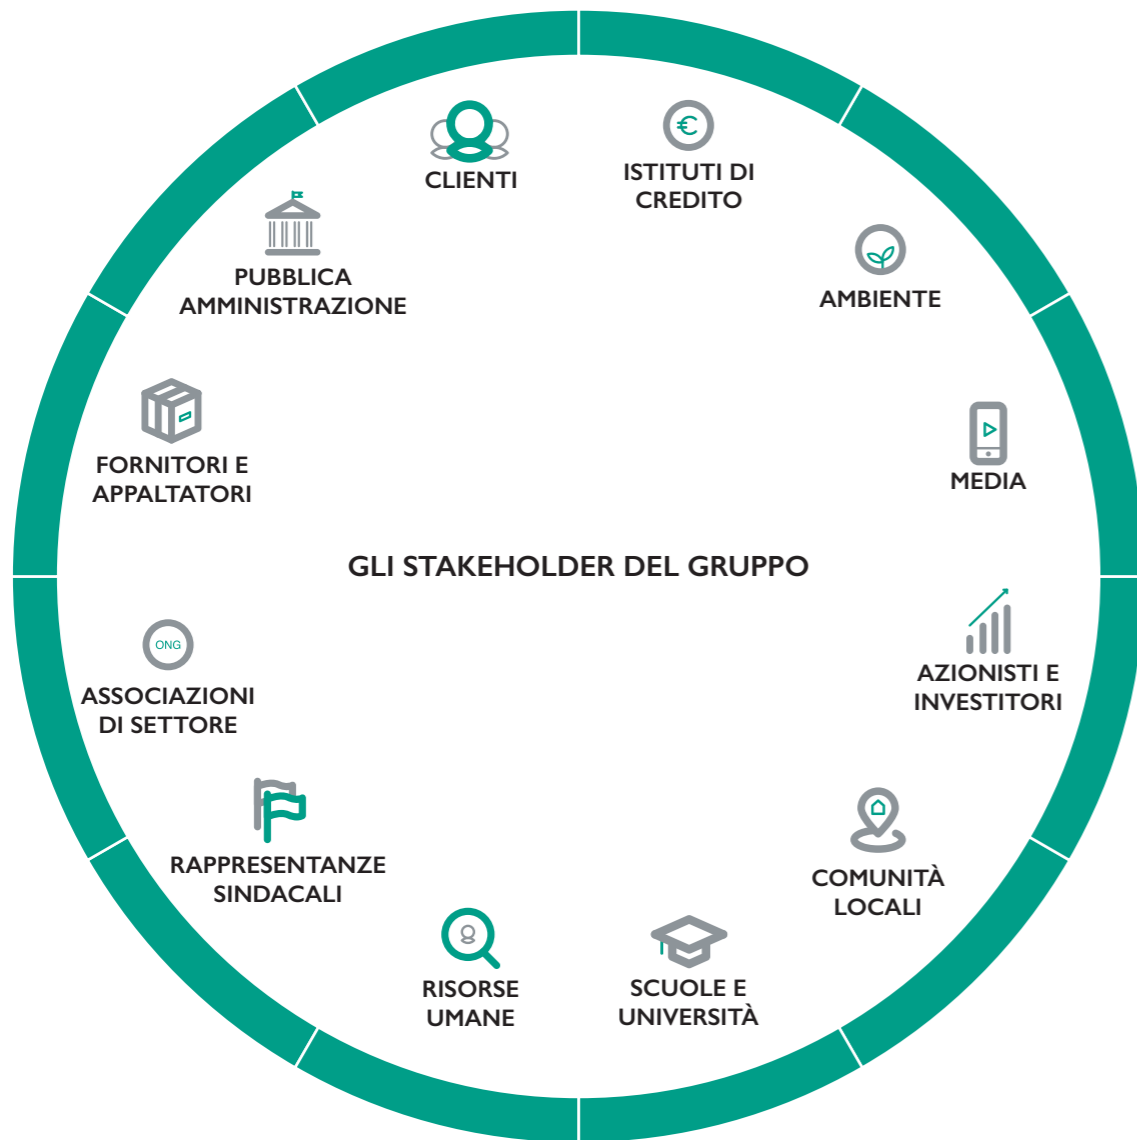 CLIENTI
ISTITUTI DI
CREDITO
AMBIENTE
MEDIA
AZIONISTI E
INVESTITORI
COMUNITÀ
LOCALI
SCUOLE E
UNIVERSITÀ
RISORSE
UMANE
RAPPRESENTANZE
SINDACALI
ONG
ASSOCIAZIONI
DI SETTORE
FORNITORI E
APPALTATORI
PUBBLICA
AMMINISTRAZIONE
GLI STAKEHOLDER DEL GRUPPO